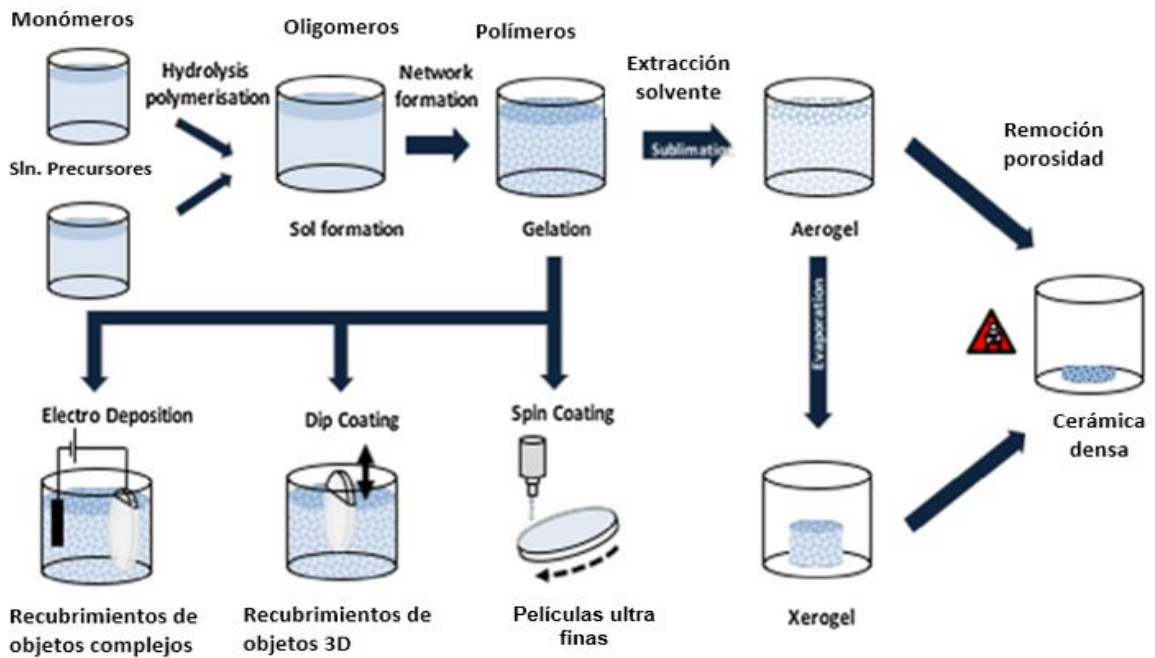 Monómeros
Hydrolysis
polymerisation
Sln. Precursores
Oligomeros
Sol formation
Network
formation
Polímeros
Gelation
Extracción
solvente
Sublimation
Aerogel
Remoción
porosidad
Evaporation
Cerámica
densa
Xerogel
Electro Deposition
Recubrimientos de
objetos complejos
Dip Coating
Recubrimientos de
objetos 3D
Spin Coating
Películas ultra
finas